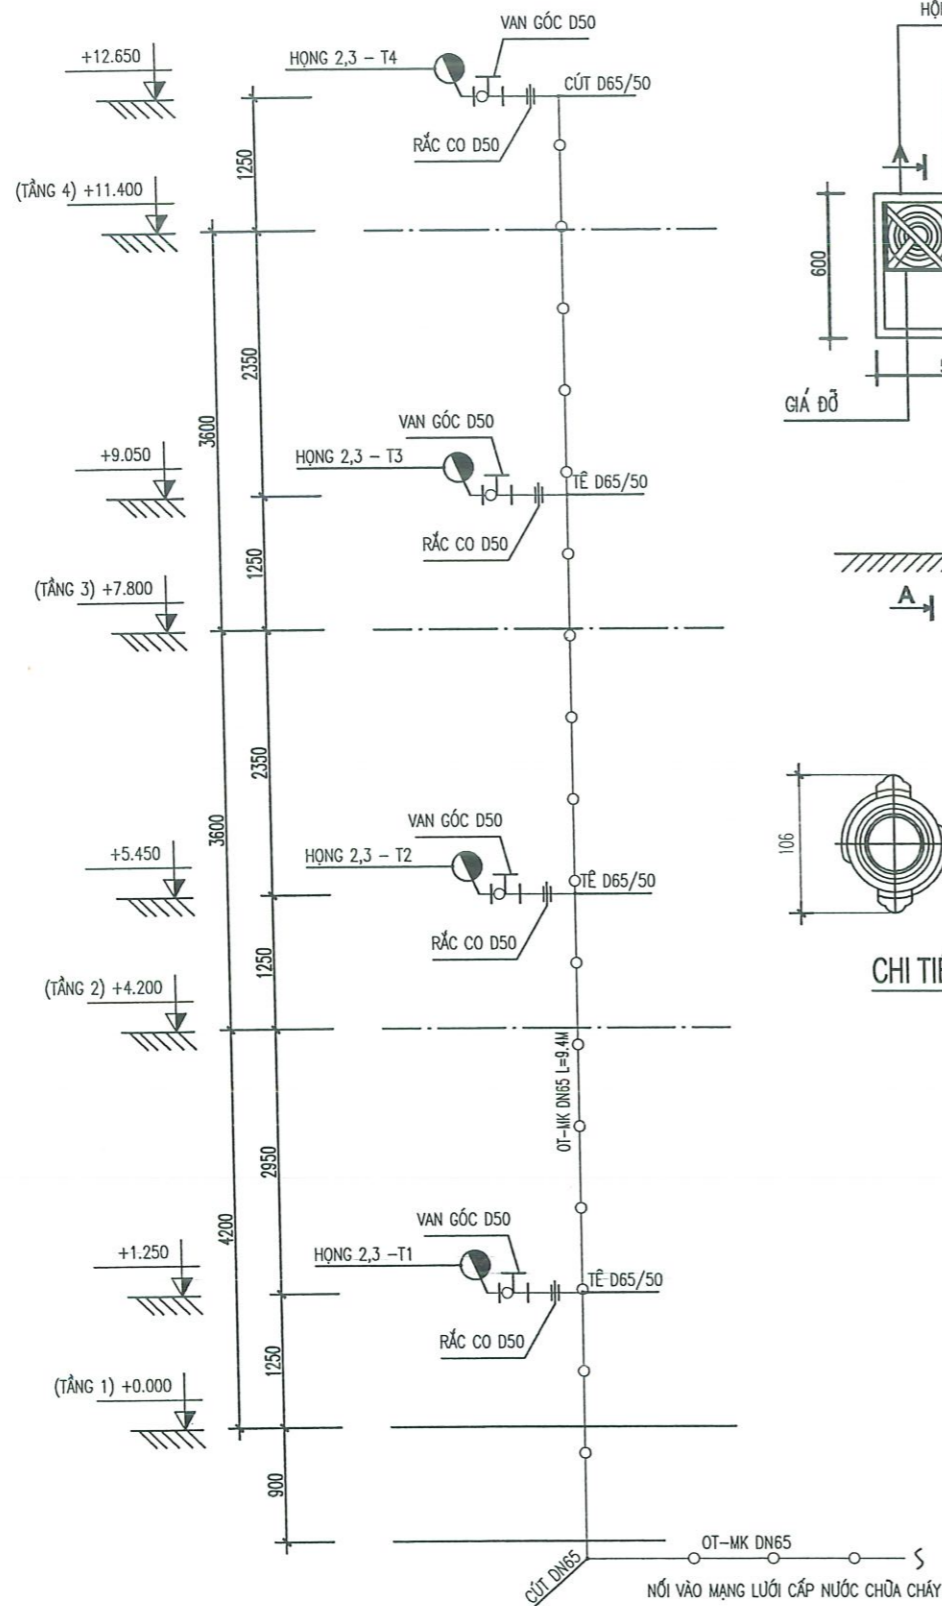 VAN GÓC D50
+12.650
HỌNG 2,3 - T4
CÚT D65/50
RẮC CO D50
1250
(TẦNG 4) +11.400
2350
3600
VAN GÓC D50
+9.050
HỌNG 2,3 - T3
TÊ D65/50
RẮC CO D50
1250
(TẦNG 3) +7.800
2350
3600
VAN GÓC D50
+5.450
HỌNG 2,3 - T2
TÊ D65/50
RẮC CO D50
1250
(TẦNG 2) +4.200
OT-MK DN65 L=9.4M
2950
4200
VAN GÓC D50
+1.250
HỌNG 2,3 -T1
TÊ D65/50
RẮC CO D50
1250
(TẦNG 1) +0.000
900
CÚT DN65
OT-MK DN65
NỐI VÀO MẠNG LƯỚI CẤP NƯỚC CHỮA CHÁY
A
600
GIÁ ĐỠ
A
106